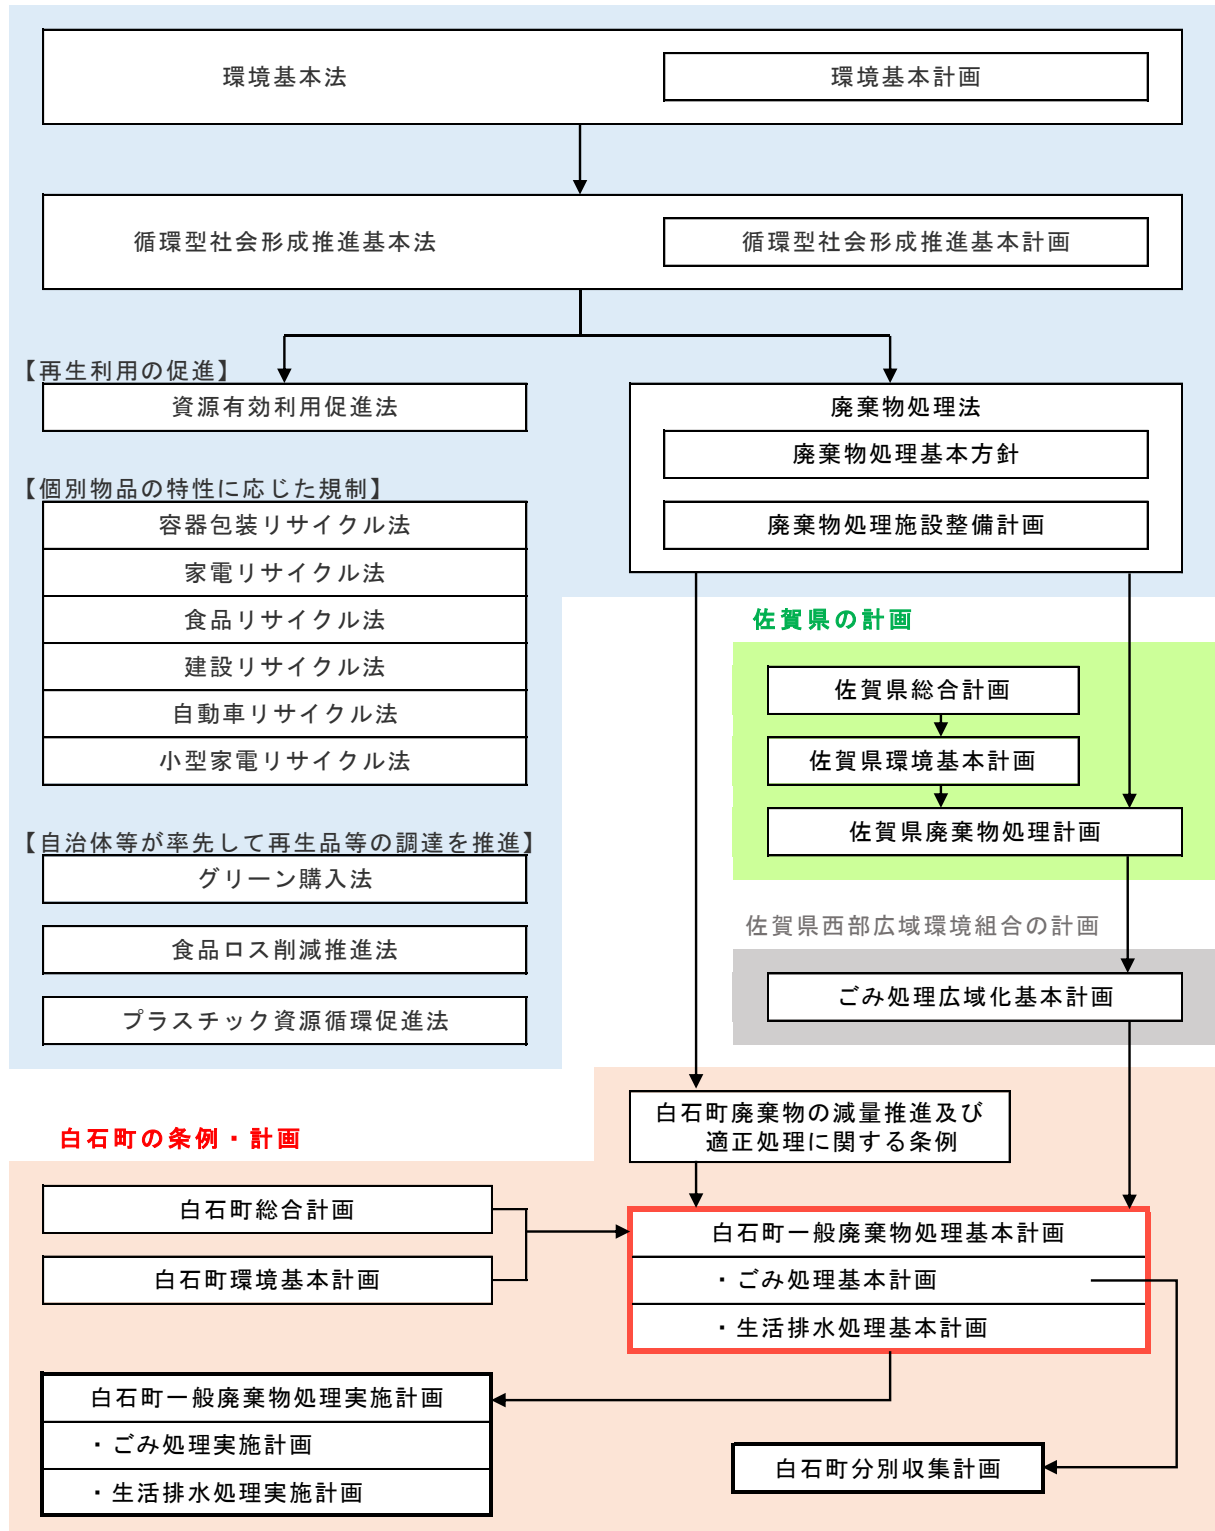 環境基本法
環境基本計画
循環型社会形成推進基本法
循環型社会形成推進基本計画
【再生利用の促進】
資源有効利用促進法
【個別物品の特性に応じた規制】
容器包装リサイクル法
家電リサイクル法
食品リサイクル法
建設リサイクル法
自動車リサイクル法
小型家電リサイクル法
【自治体等が率先して再生品等の調達を推進】
グリーン購入法
食品ロス削減推進法
プラスチック資源循環促進法
廃棄物処理法
廃棄物処理基本方針
廃棄物処理施設整備計画
佐賀県の計画
佐賀県総合計画
佐賀県環境基本計画
佐賀県廃棄物処理計画
佐賀県西部広域環境組合の計画
ごみ処理広域化基本計画
白石町の条例・計画
白石町廃棄物の減量推進及び
適正処理に関する条例
白石町総合計画
白石町環境基本計画
白石町一般廃棄物処理基本計画
・ごみ処理基本計画
・生活排水処理基本計画
白石町一般廃棄物処理実施計画
・ごみ処理実施計画
・生活排水処理実施計画
白石町分別収集計画